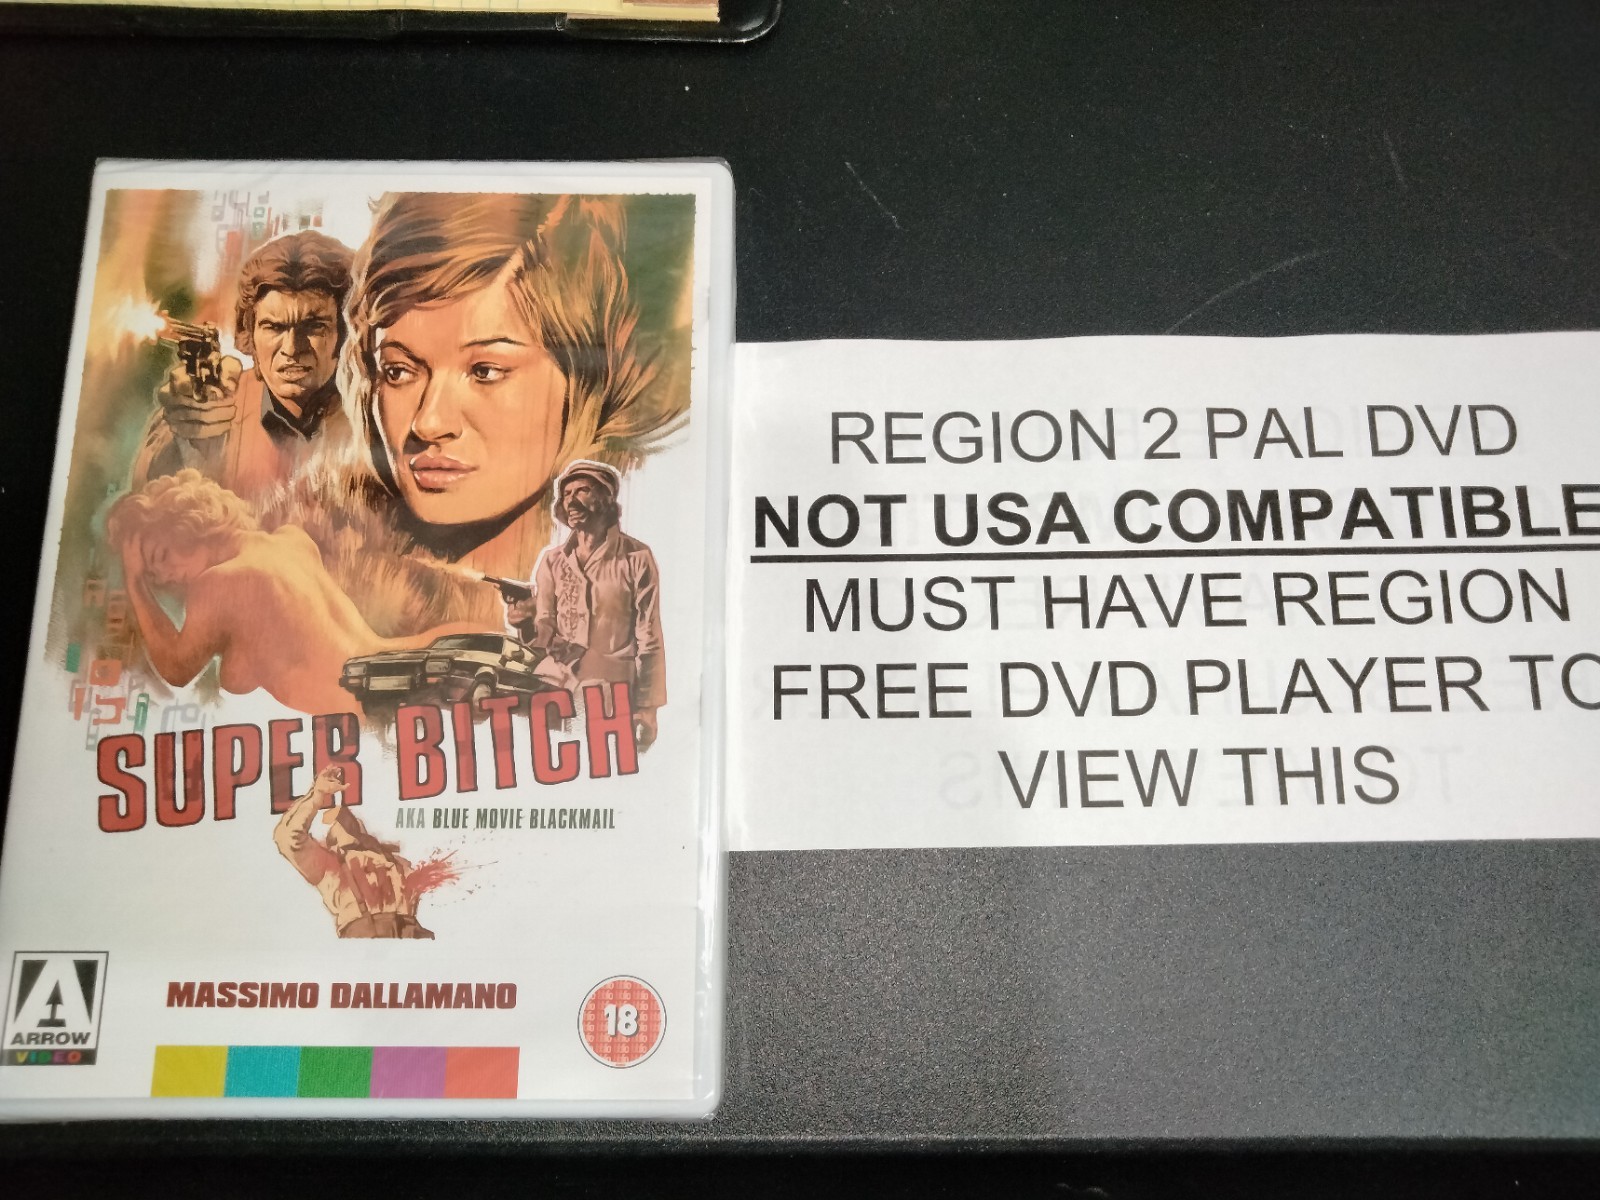 SUPER BITCH
AKA BLUE MOVIE BLACKMAIL
MASSIMO DALLAMANO
ARROW
VIDEO
18
REGION 2 PAL DVD
NOT USA COMPATIBLE
MUST HAVE REGION
FREE DVD PLAYER TO
VIEW THIS